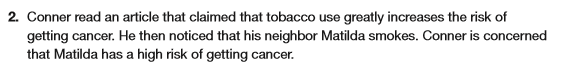 2. Conner read an article that claimed that tobacco use greatly increases the risk of
getting cancer. He then noticed that his neighbor Matilda smokes. Conner is concerned
that Matilda has a high risk of getting cancer.